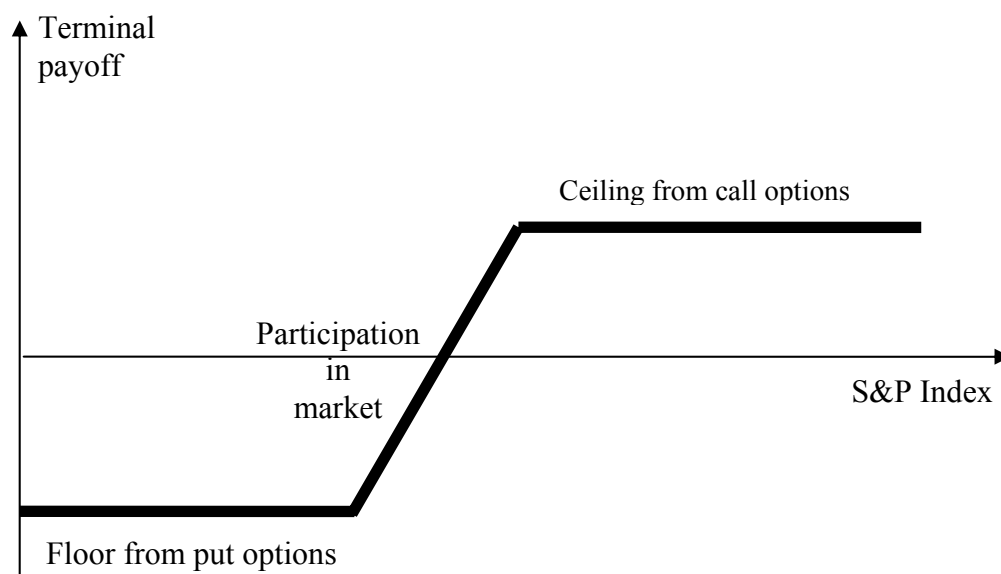 Terminal
payoff
Ceiling from call options
Participation
in
market
S&P Index
Floor from put options